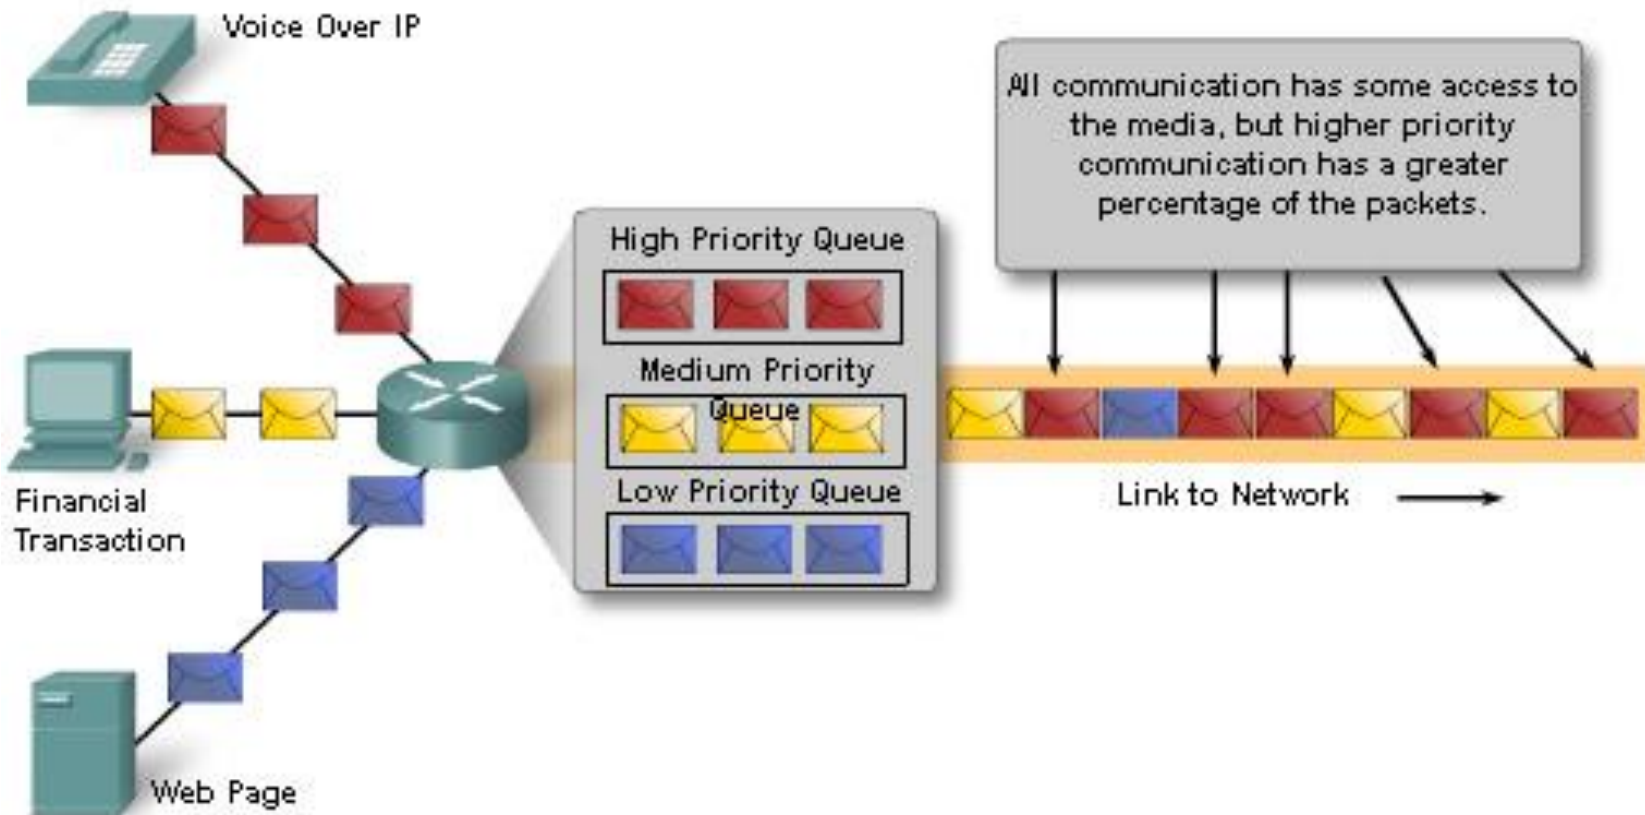 Voice Over IP
All communication has some access to
the media, but higher priority
communication has a greater
percentage of the packets.
High Priority Queue
Medium Priority
Queue
Low Priority Queue
Link to Network
Financial
Transaction
Web Page